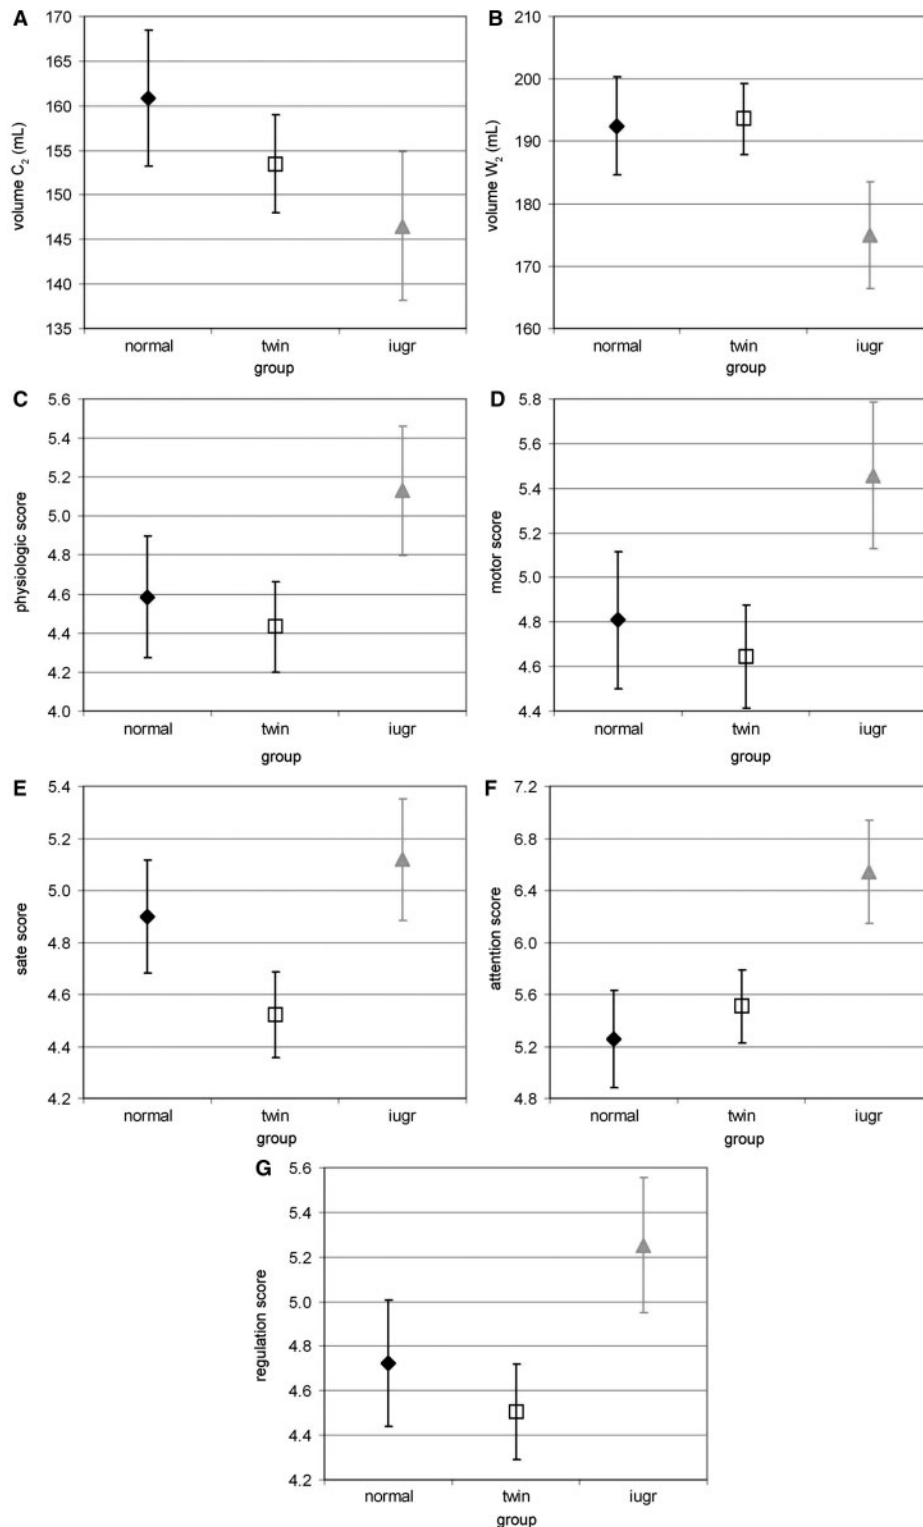 A
170
165
160
155
150
145
140
135
volume C₂ (mL)
normal twin iugr
group
B
210
200
190
180
170
160
volume W₂ (mL)
normal twin iugr
group
C
5.6
5.4
5.2
5.0
4.8
4.6
4.4
4.2
4.0
physiologic score
normal twin iugr
group
D
5.8
5.6
5.4
5.2
5.0
4.8
4.6
4.4
motor score
normal twin iugr
group
E
5.4
5.2
5.0
4.8
4.6
4.4
4.2
sate score
normal twin iugr
group
F
7.2
6.8
6.4
6.0
5.6
5.2
4.8
attention score
normal twin iugr
group
G
5.6
5.4
5.2
5.0
4.8
4.6
4.4
4.2
regulation score
normal twin iugr
group